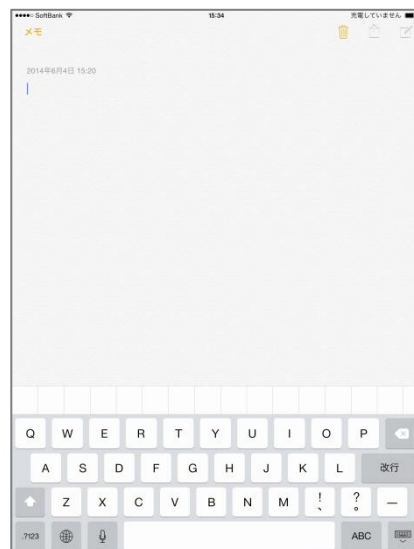 SoftBank 15:34 充電していません
メモ
2014年6月4日 15:20
Q W E R T Y U I O P
A S D F G H J K L 改行
Z X C V B N M ! 、 ? 。 ー
.?123 ABC